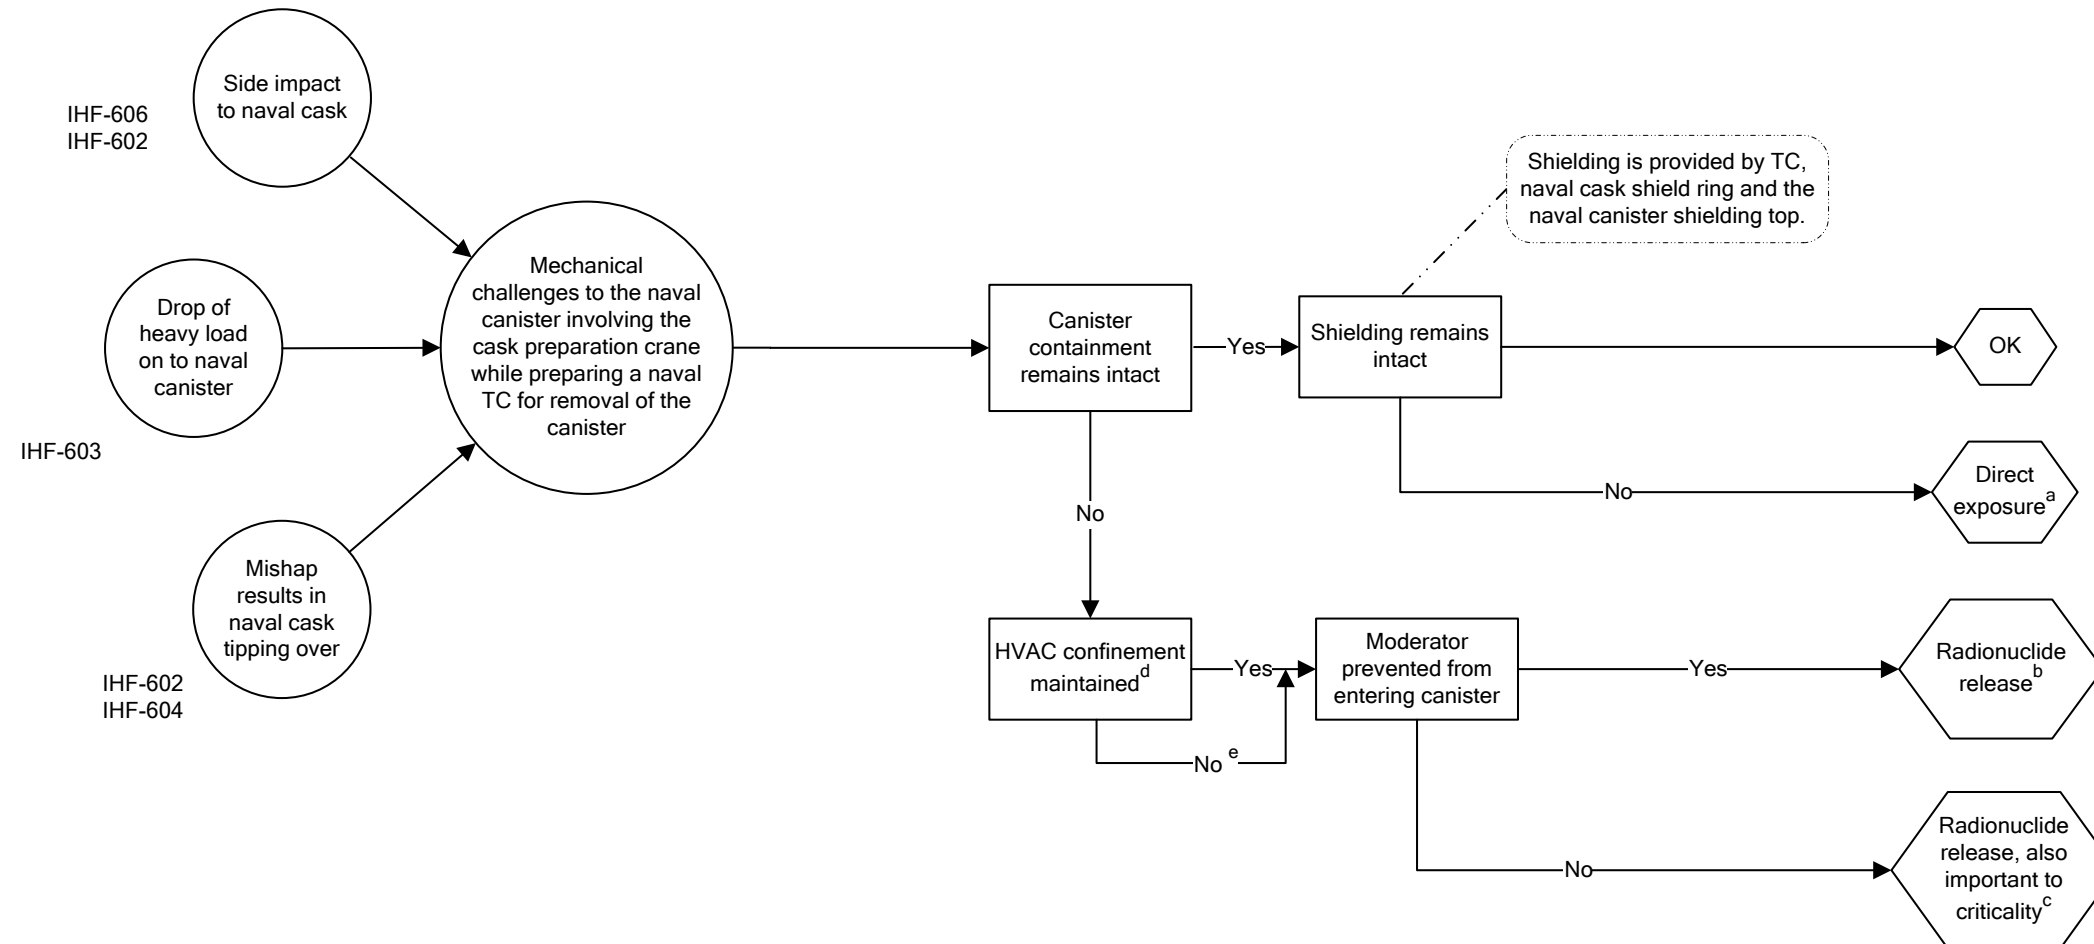 IHF-606
IHF-602
Side impact
to naval cask
Drop of
heavy load
on to naval
canister
IHF-603
Mishap
results in
naval cask
tipping over
IHF-602
IHF-604
Mechanical
challenges to the naval
canister involving the
cask preparation crane
while preparing a naval
TC for removal of the
canister
Canister
containment
remains intact
Yes
Shielding remains
intact
Shielding is provided by TC,
naval cask shield ring and the
naval canister shielding top.
OK
No
Direct
exposure^a
No
HVAC confinement
maintained^d
Yes
No ^e
Moderator
prevented from
entering canister
Yes
Radionuclide
release^b
No
Radionuclide
release, also
important to
criticality^c